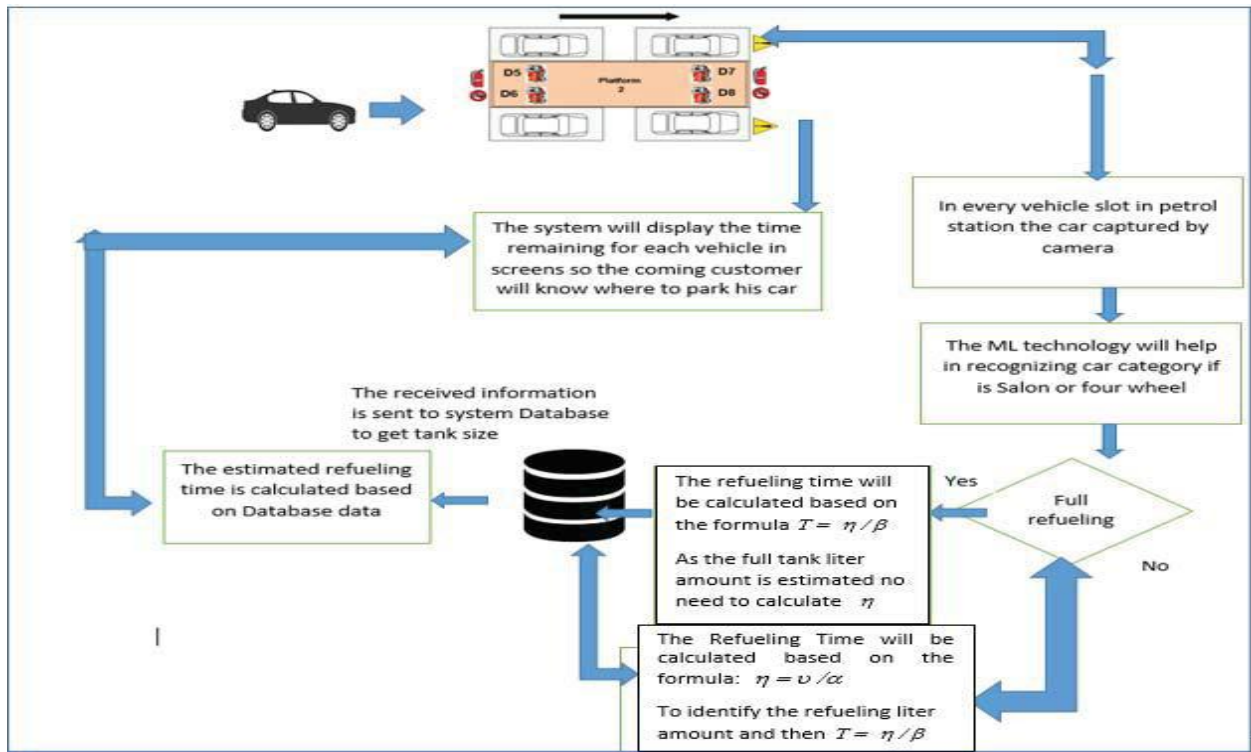 D5
D7
Platform
2
D6
D8
The system will display the time
remaining for each vehicle in
screens so the coming customer
will know where to park his car
In every vehicle slot in petrol
station the car captured by
camera
The ML technology will help
in recognizing car category if
is Salon or four wheel
The received information
is sent to system Database
to get tank size
The estimated refueling
time is calculated based
on Database data
The refueling time will
be calculated based on
the formula T = η / β
As the full tank liter
amount is estimated no
need to calculate η
Yes
Full
refueling
No
The Refueling Time will be
calculated based on the
formula: η = υ / α
To identify the refueling liter
amount and then T = η / β